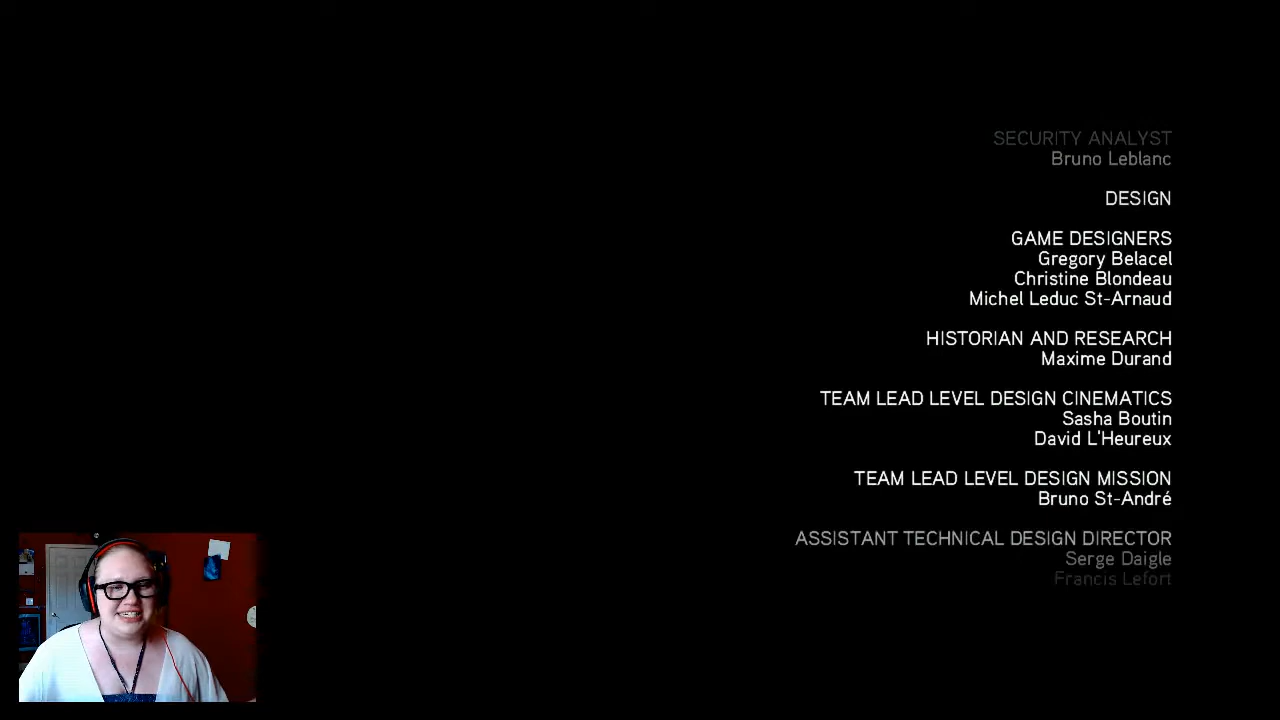 SECURITY ANALYST
Bruno Leblanc
DESIGN
GAME DESIGNERS
Gregory Belacel
Christine Blondeau
Michel Leduc St-Arnaud
HISTORIAN AND RESEARCH
Maxime Durand
TEAM LEAD LEVEL DESIGN CINEMATICS
Sasha Boutin
David L'Heureux
TEAM LEAD LEVEL DESIGN MISSION
Bruno St-André
ASSISTANT TECHNICAL DESIGN DIRECTOR
Serge Daigle
Francis Lefort